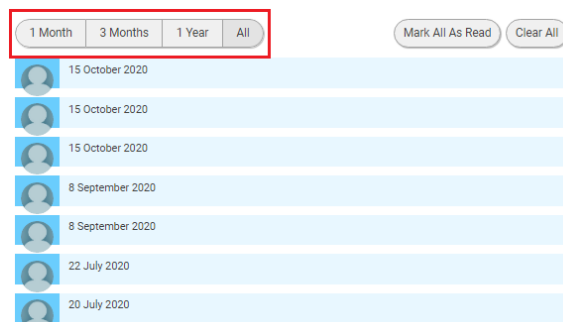 1 Month 3 Months 1 Year All Mark All As Read Clear All
15 October 2020
15 October 2020
15 October 2020
8 September 2020
8 September 2020
22 July 2020
20 July 2020